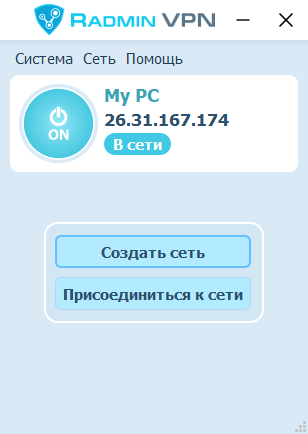 RADMIN VPN
Система Сеть Помощь
My PC
26.31.167.174
В сети
ON
Создать сеть
Присоединиться к сети